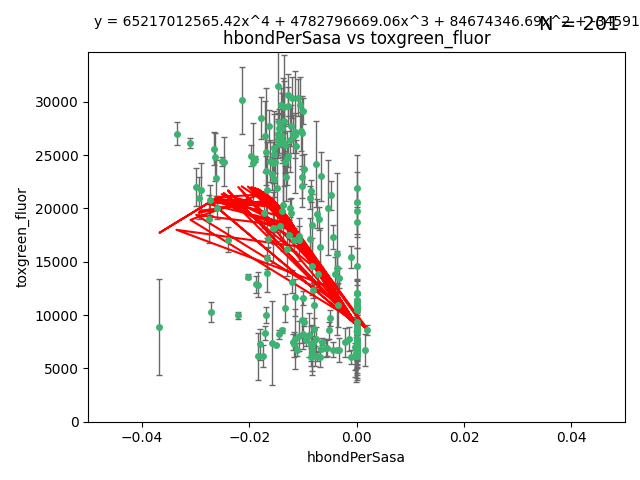 y = 65217012565.42x^4 + 4782796669.06x^3 + 84674346.69x^2 +
N = 201
hbondPerSasa vs toxgreen_fluor
30000
25000
20000
15000
10000
5000
0
toxgreen_fluor
−0.04
−0.02
0.00
0.02
0.04
hbondPerSasa